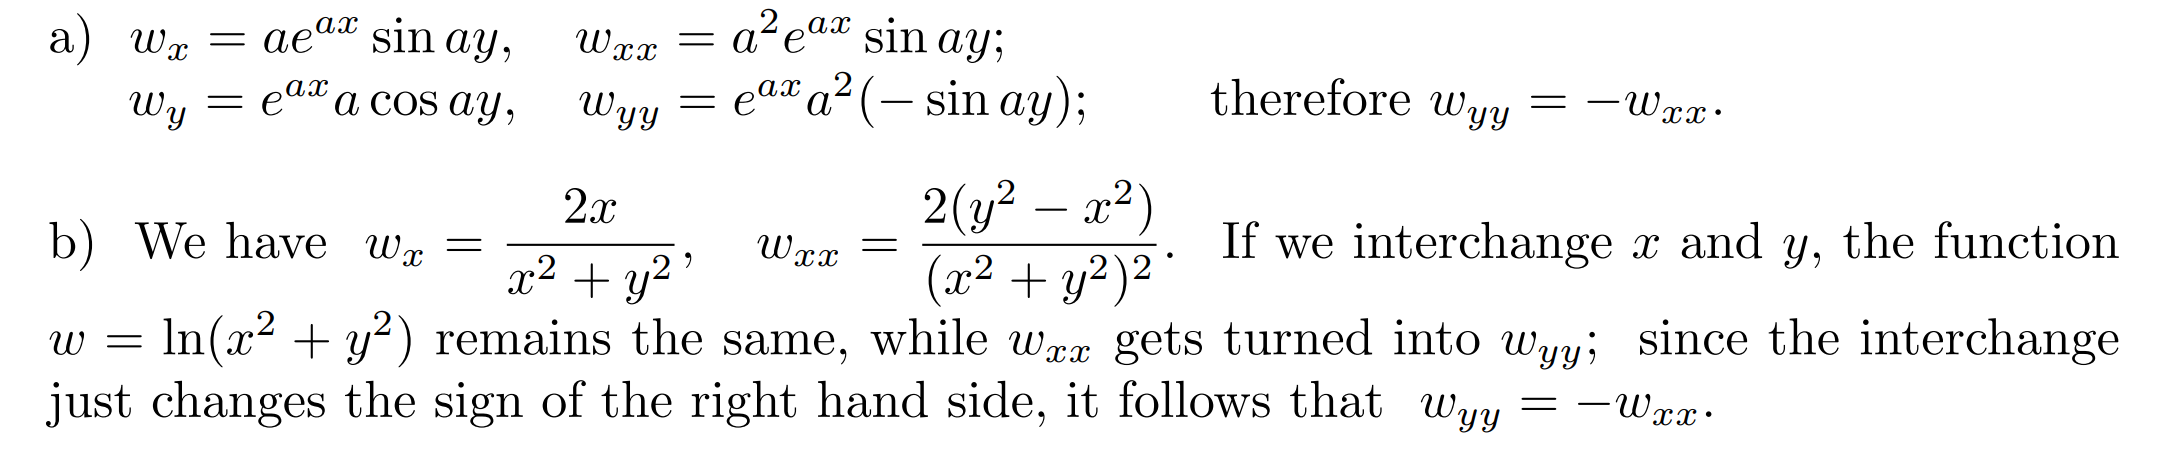 a) w_x = ae^{ax} sin ay, w_{xx} = a^2e^{ax} sin ay;
w_y = e^{ax}a cos ay, w_{yy} = e^{ax}a^2(− sin ay); therefore w_{yy} = −w_{xx}.
b) We have w_x = \frac{2x}{x^2 + y^2}, w_{xx} = \frac{2(y^2 − x^2)}{(x^2 + y^2)^2}. If we interchange x and y, the function
w = ln(x^2 + y^2) remains the same, while w_{xx} gets turned into w_{yy}; since the interchange
just changes the sign of the right hand side, it follows that w_{yy} = −w_{xx}.